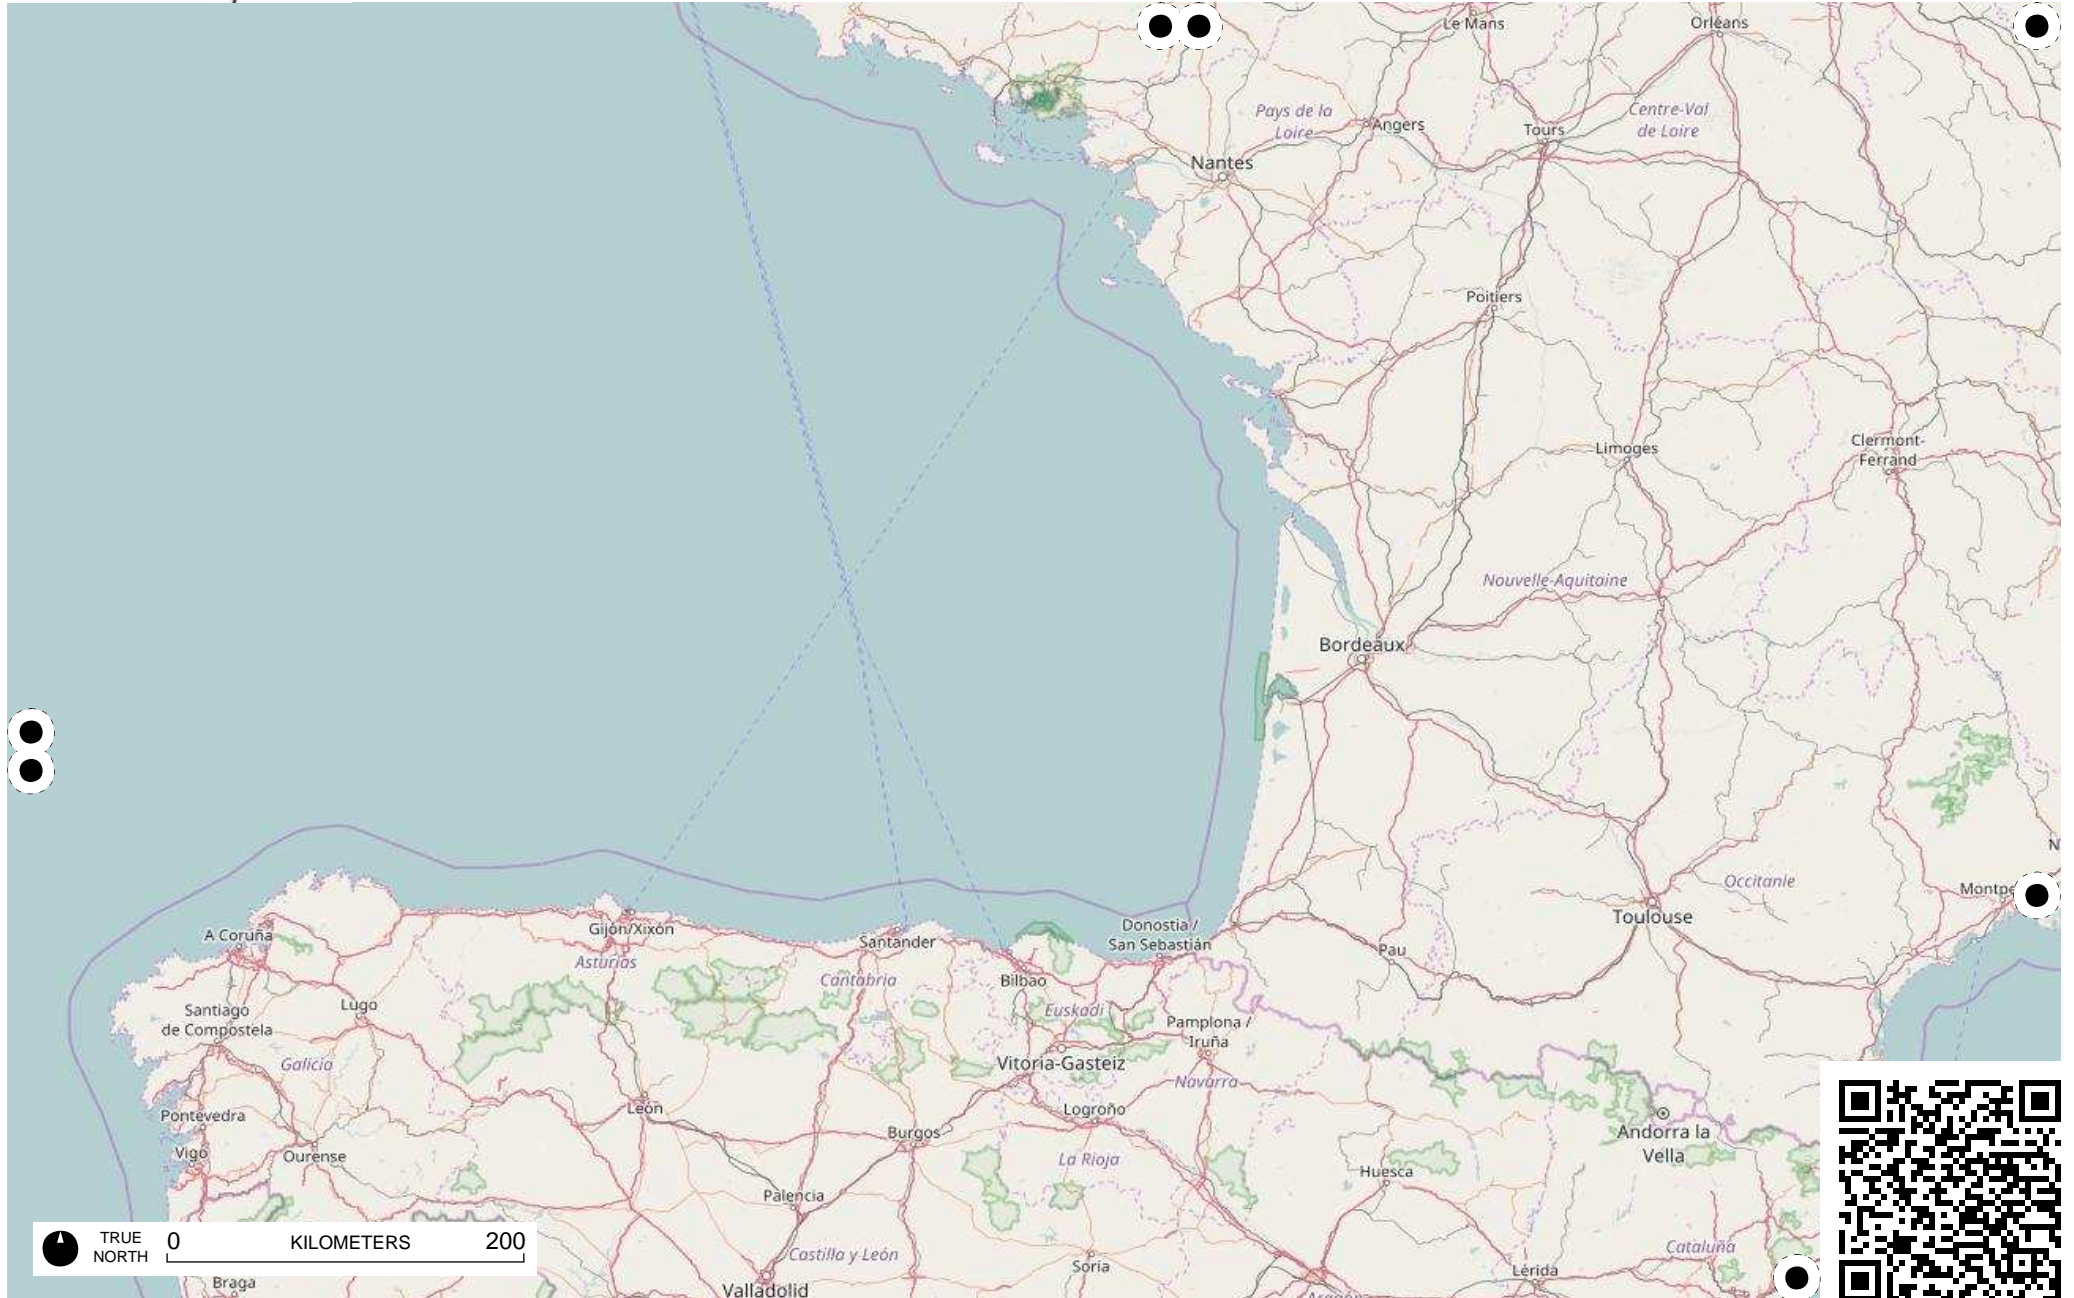 Le Mans
Orléans
Pays de la
Loire
Angers
Tours
Centre-Val
de Loire
Nantes
Poitiers
Limoges
Clermont-
Ferrand
Nouvelle-Aquitaine
Bordeaux
Occitanie
Montpe
Toulouse
A Coruña
Gijón/Xixón
Asturias
Santander
Cantabria
Donostia /
San Sebastián
Pau
Bilbao
Euskadi
Santiago
de Compostela
Lugo
Galicia
Vitoria-Gasteiz
Pamplona /
Iruña
Navarra
Pontevedra
León
Logroño
Burgos
Andorra la
Vella
Vigo
Ourense
La Rioja
Huesca
Palencia
TRUE
NORTH
0 KILOMETERS 200
Castilla y León
Soria
Cataluña
Lérida
Braga
Valladolid